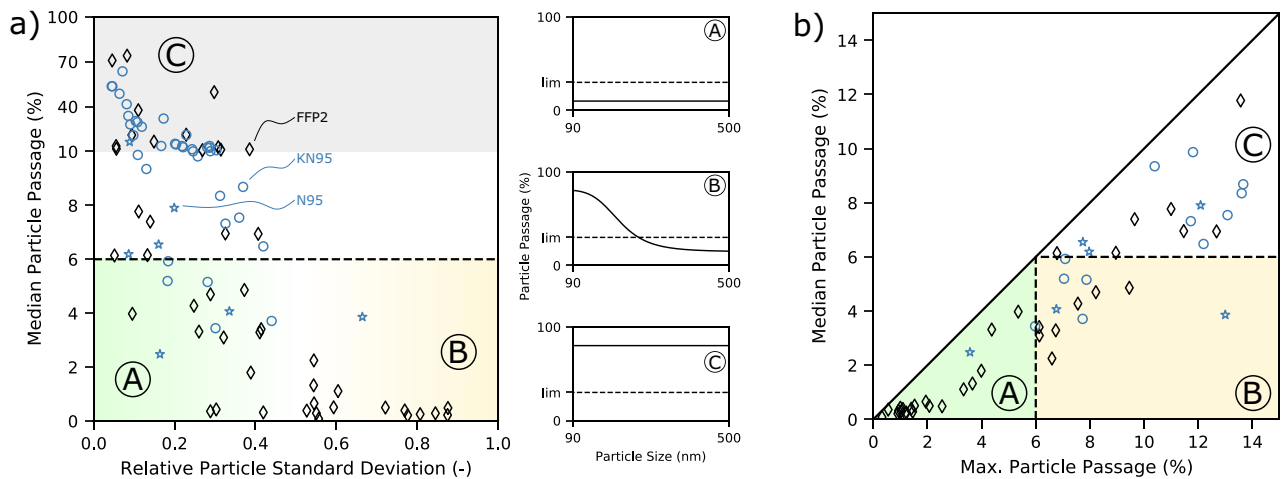 a)
Median Particle Passage (%)
100
70
40
10
8
6
4
2
0
C
FFP2
KN95
N95
A
B
0.0 0.2 0.4 0.6 0.8 1.0
Relative Particle Standard Deviation (-)
100
A
lim
0
90 500
Particle Passage (%)
100
B
lim
0
90 500
100
C
lim
0
90 500
Particle Size (nm)
b)
Median Particle Passage (%)
14
12
10
8
6
4
2
0
C
A
B
0 2 4 6 8 10 12 14
Max. Particle Passage (%)